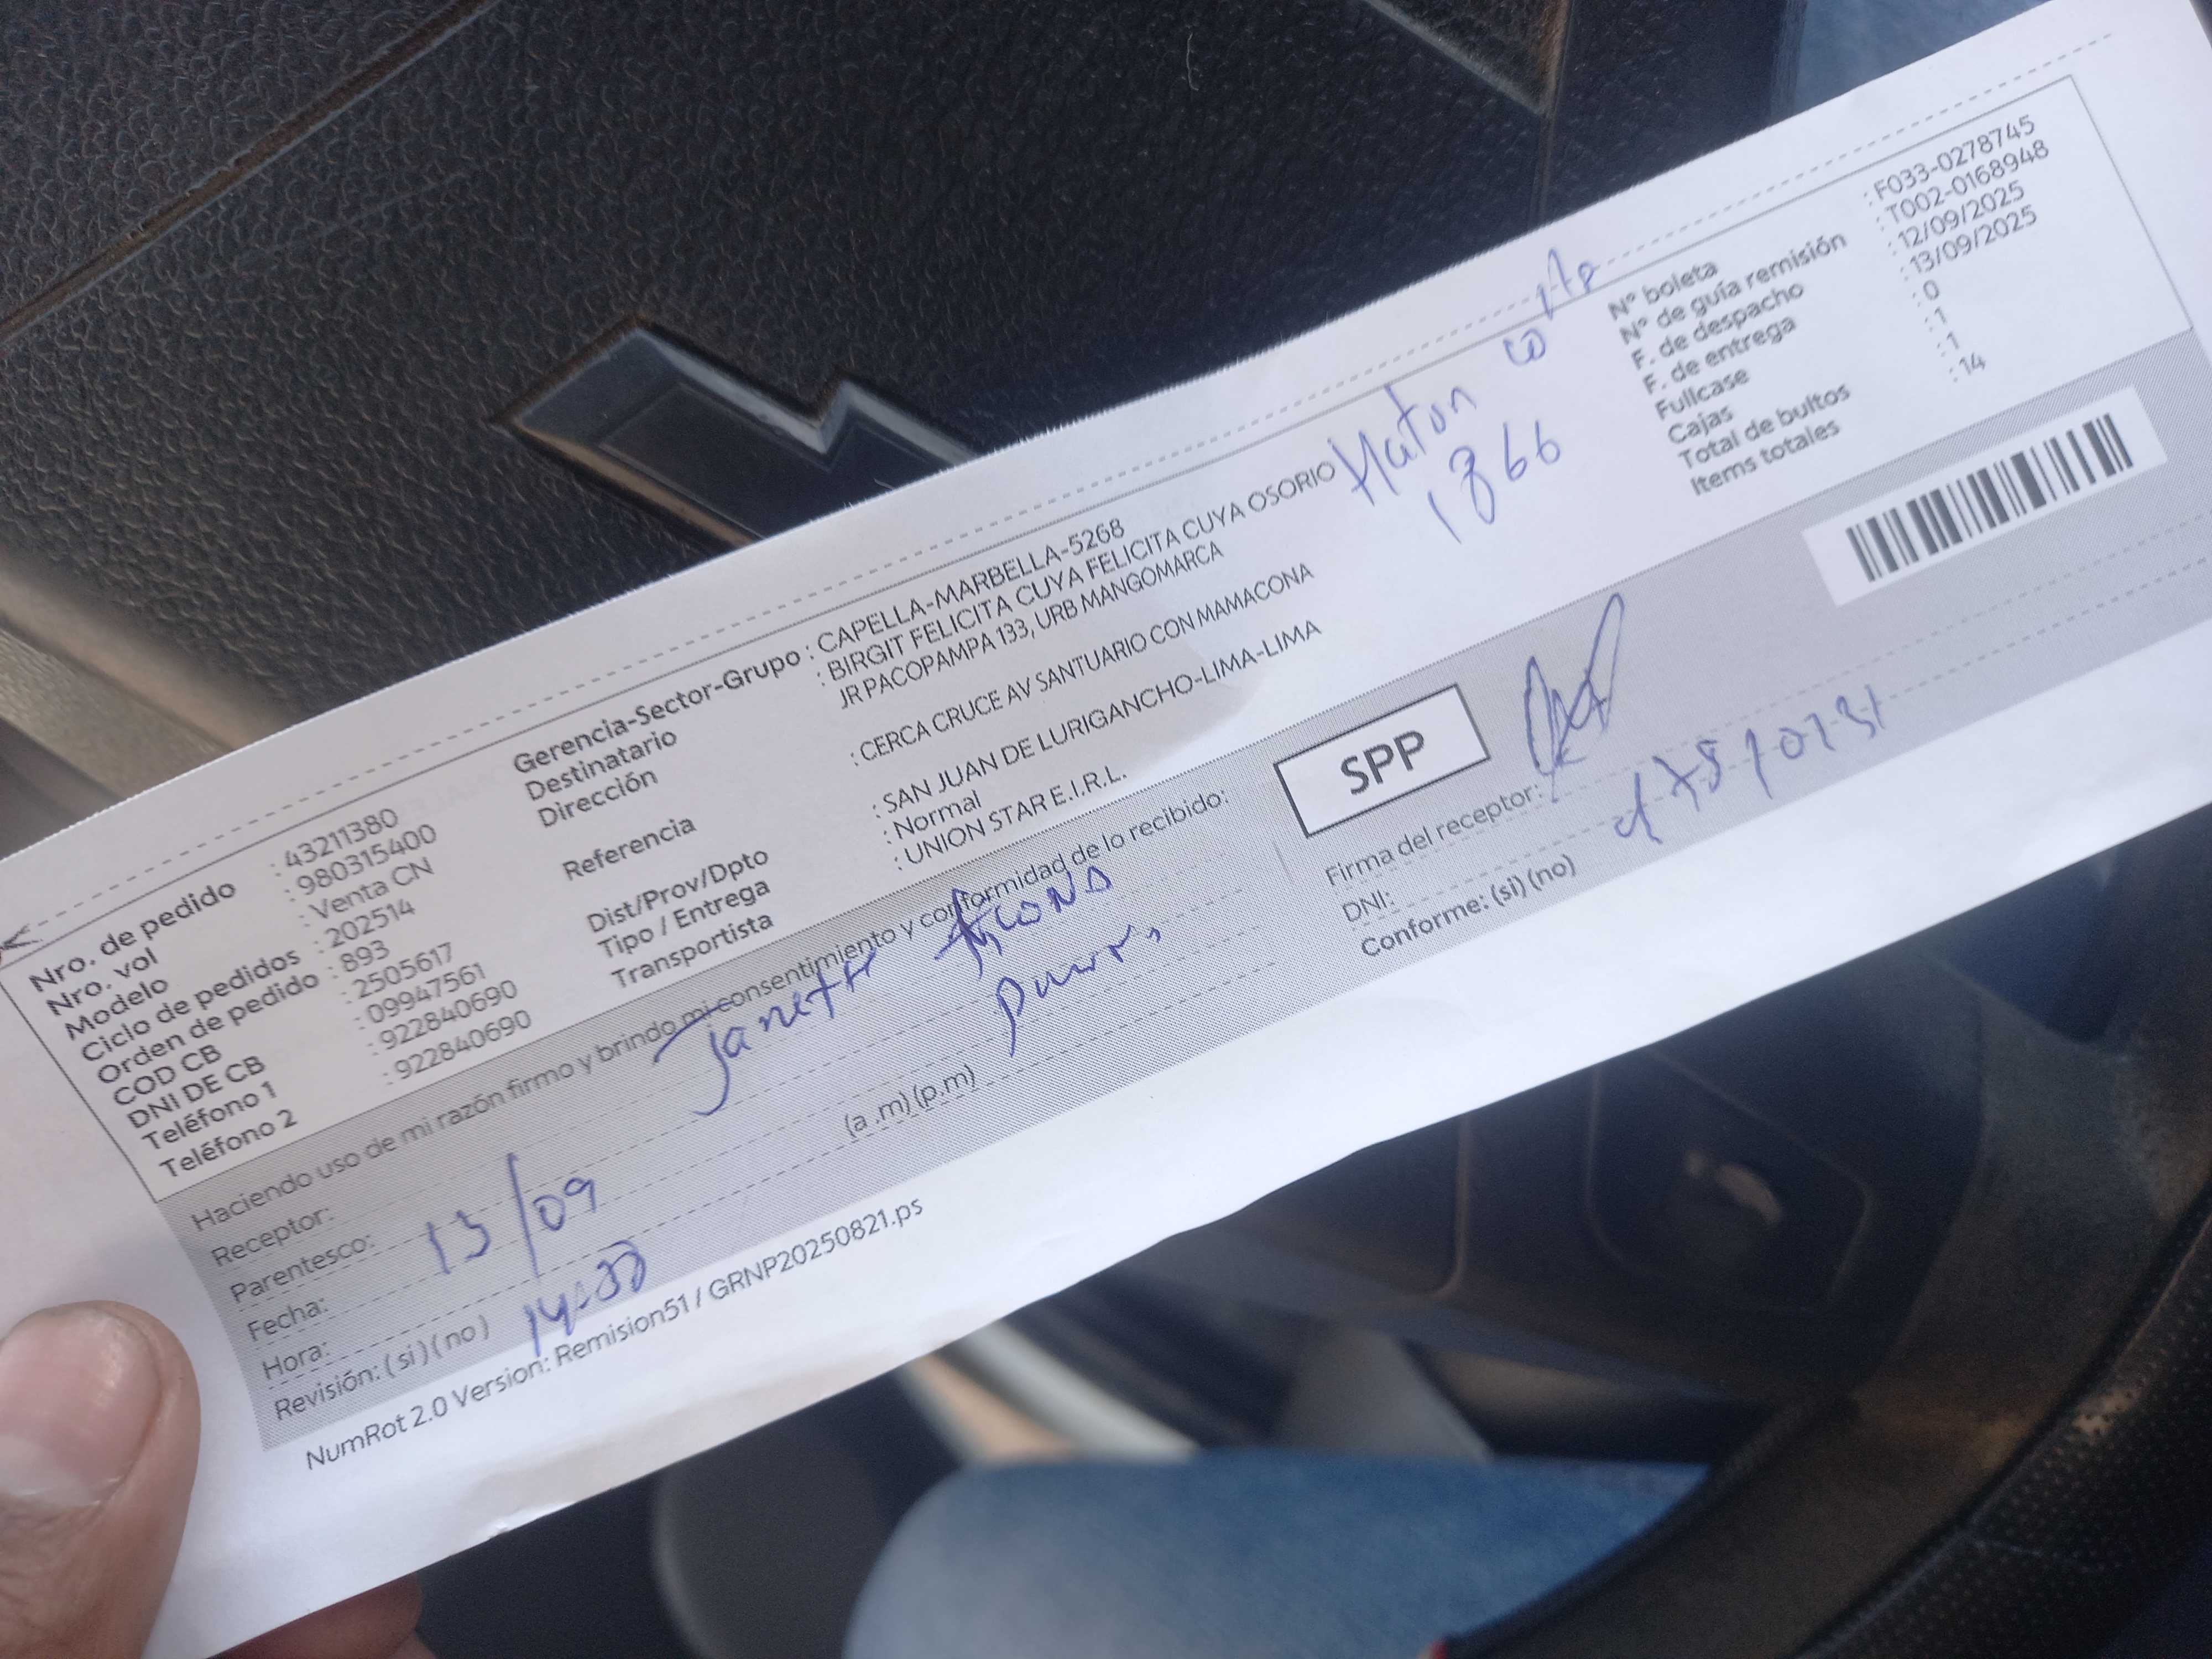 Nro. de pedido : 43211380
Nro. vol : 980315400
Modelo : Venta CN
Ciclo de pedidos : 202514
Orden de pedido : 893
COD CB : 2505617
DNI DE CB : 09947561
Teléfono 1 : 922840690
Teléfono 2 : 922840690
Gerencia-Sector-Grupo : CAPELLA-MARBELLA-5268
Destinatario : BIRGIT FELICITA CUYA FELICITA CUYA OSORIO
Dirección JR PACOPAMPA 133, URB MANGOMARCA
Referencia : CERCA CRUCE AV SANTUARIO CON MAMACONA
Dist/Prov/Dpto : SAN JUAN DE LURIGANCHO-LIMA-LIMA
Tipo / Entrega : Normal
Transportista : UNION STAR E.I.R.L.
1866
N° boleta : F033-0278745
N° de guía remisión : T002-0168948
F. de despacho : 12/09/2025
F. de entrega : 13/09/2025
Fullcase : 0
Cajas : 1
Total de bultos : 1
Items totales : 14
Haciendo uso de mi razón firmo y brindo mi consentimiento y conformidad de lo recibido:
Receptor: Janett
Parentesco:
Fecha: 13/09
Hora:
(a .m) (p.m)
Revisión: (si) (no)
SPP
Firma del receptor:
DNI:
Conforme: (si) (no)
NumRot 2.0 Version: Remision51 / GRNP20250821.ps